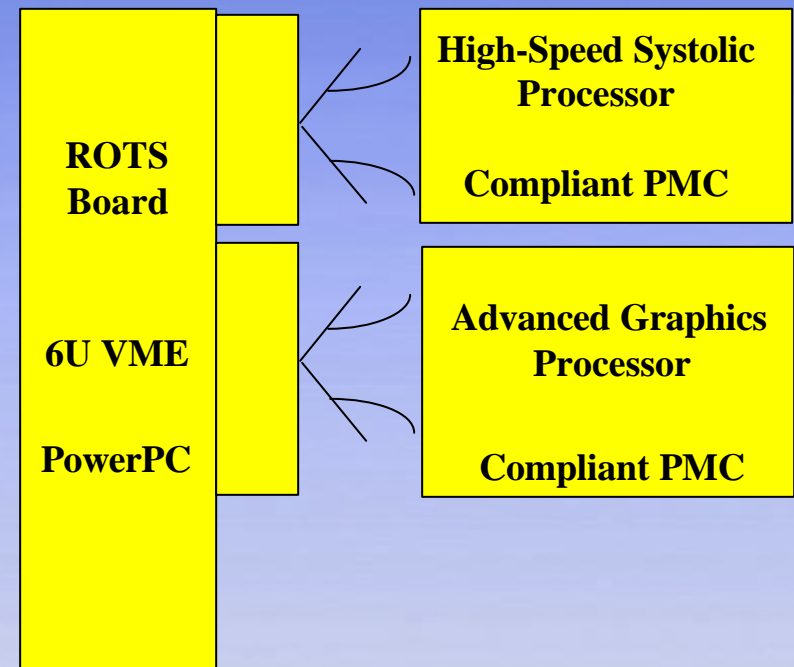 ROTS
Board
6U VME
PowerPC
High-Speed Systolic
Processor
Compliant PMC
Advanced Graphics
Processor
Compliant PMC